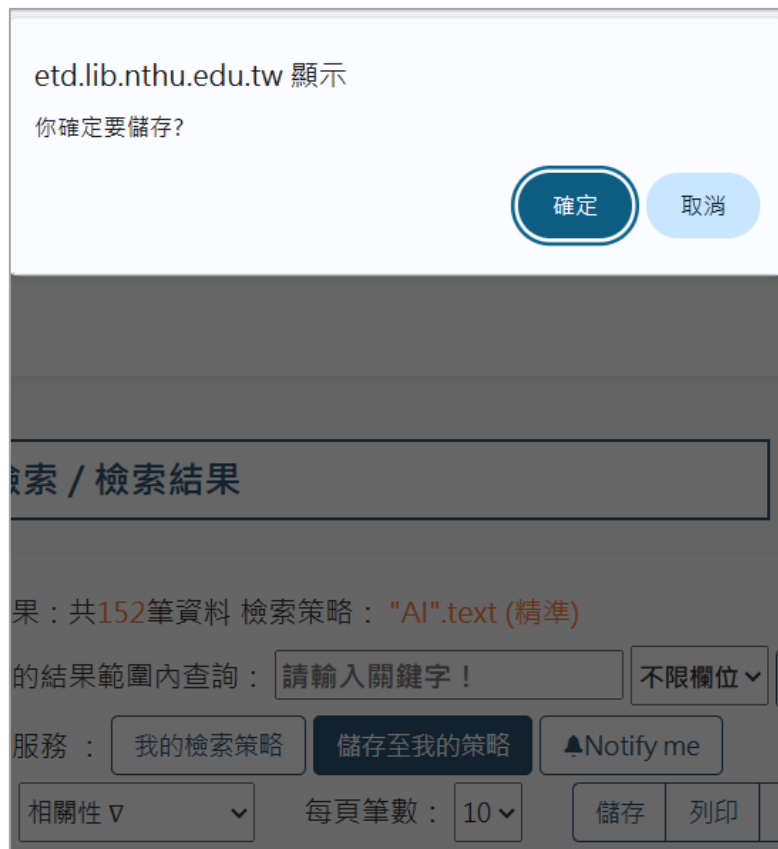 etd.lib.nthu.edu.tw 顯示
你確定要儲存?
確定 取消
索 / 檢索結果
果：共152筆資料 檢索策略： "AI".text (精準)
的結果範圍內查詢： 請輸入關鍵字！ 不限欄位
服務 ： 我的檢索策略 儲存至我的策略 Notify me
相關性 ∇ 每頁筆數： 10 儲存 列印